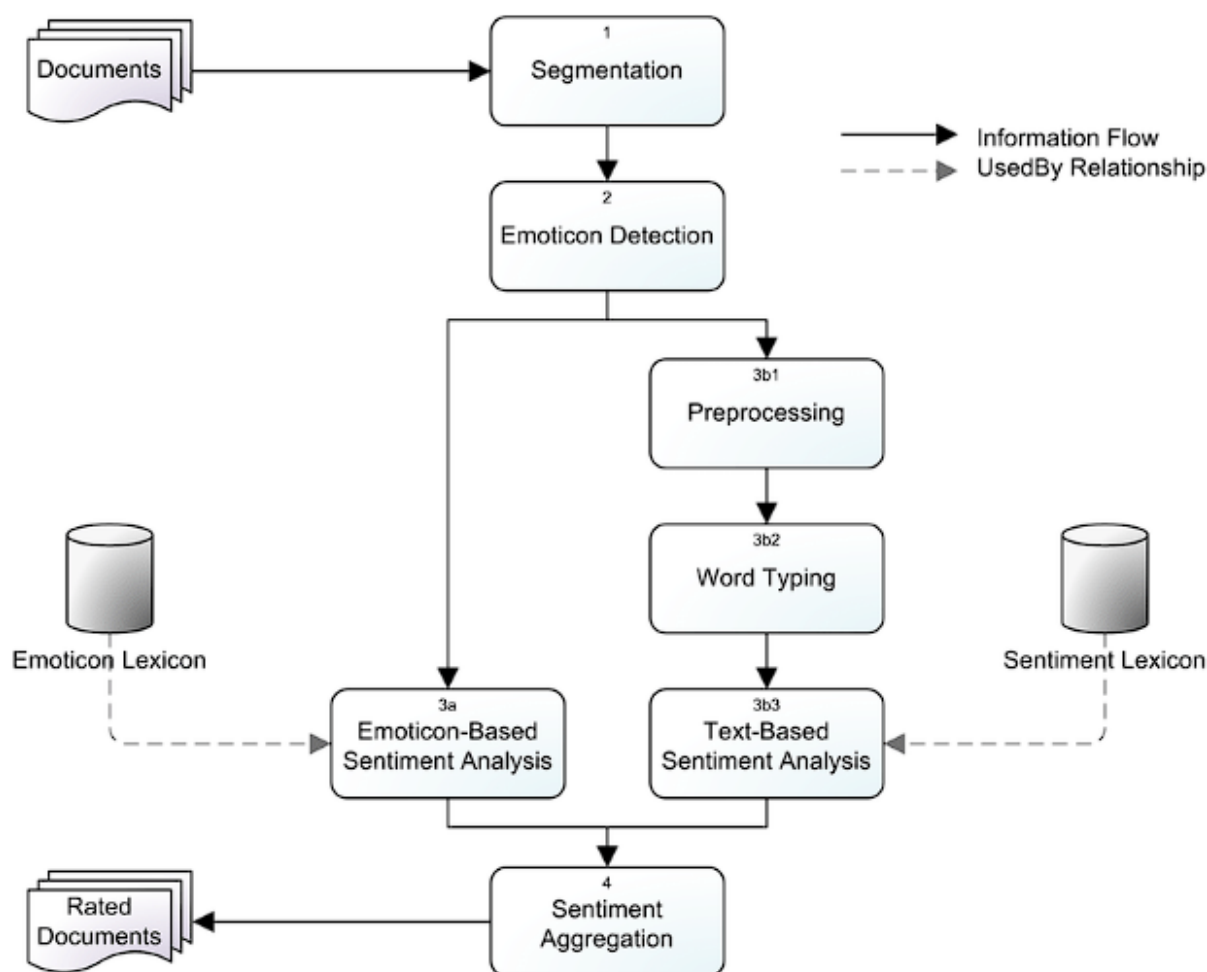 Documents
1
Segmentation
Information Flow
UsedBy Relationship
2
Emoticon Detection
3b1
Preprocessing
3b2
Word Typing
Emoticon Lexicon
Sentiment Lexicon
3a
Emoticon-Based
Sentiment Analysis
3b3
Text-Based
Sentiment Analysis
4
Sentiment
Aggregation
Rated
Documents